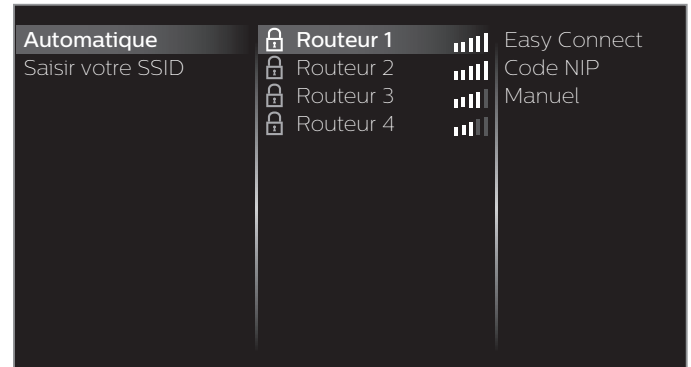 Automatique
Saisir votre SSID
Routeur 1
Routeur 2
Routeur 3
Routeur 4
Easy Connect
Code NIP
Manuel